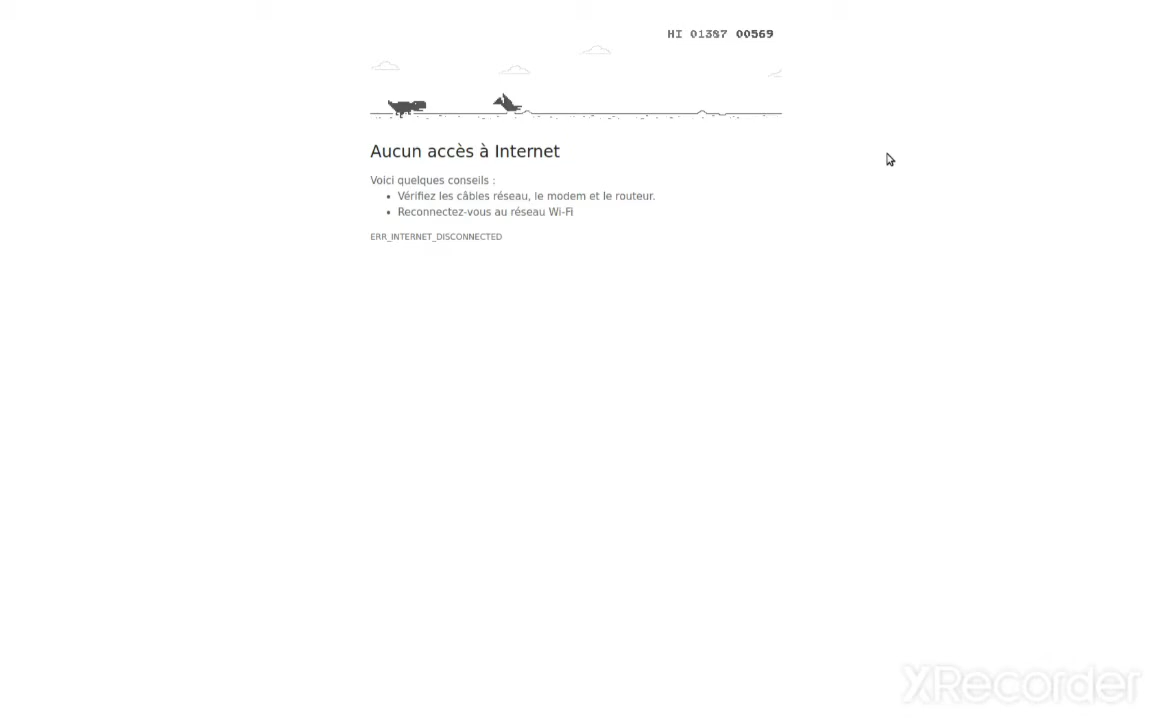 HI 01387 00569
Aucun accès à Internet
Voici quelques conseils :
• Vérifiez les câbles réseau, le modem et le routeur.
• Reconnectez-vous au réseau Wi-Fi
ERR_INTERNET_DISCONNECTED
XRecorder